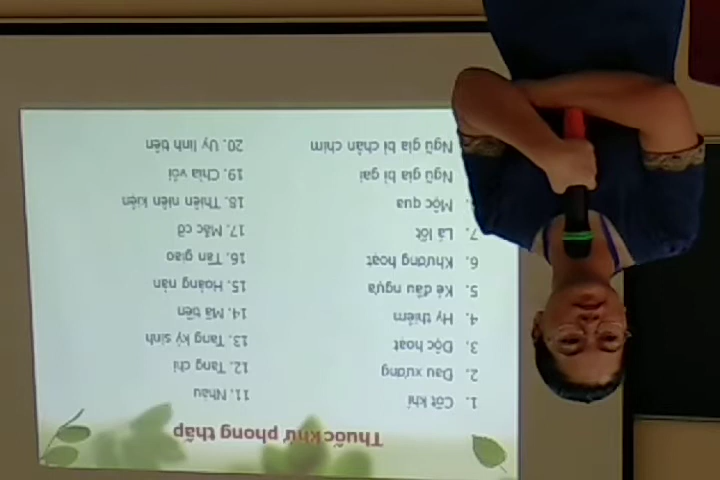 Thuốc khứ phong thấp
1. Cốt khí
2. Đau xương
3. Độc hoạt
4. Hy thiêm
5. Ké đầu ngựa
6. Khương hoạt
7. Lá lốt
Mộc qua
Ngũ gia bì gai
Ngũ gia bì chân chim
11. Nhàu
12. Tang chi
13. Tang ký sinh
14. Mã tiền
15. Hoàng nàn
16. Tần giao
17. Mắc cỡ
18. Thiên niên kiện
19. Chìa vôi
20. Uy linh tiên